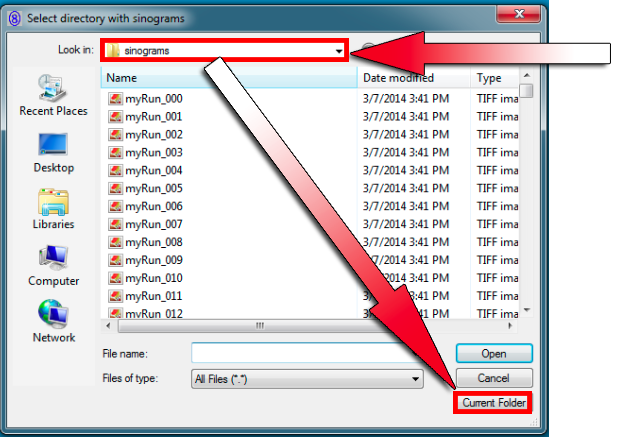 8 Select directory with sinograms
Look in: sinograms
Name Date modified Type
myRun_000 3/7/2014 3:41 PM TIFF ima
myRun_001 3/7/2014 3:41 PM TIFF ima
myRun_002 3/7/2014 3:41 PM TIFF ima
myRun_003 3/7/2014 3:41 PM TIFF ima
myRun_004 3/7/2014 3:41 PM TIFF ima
myRun_005 3/7/2014 3:41 PM TIFF ima
myRun_006 3/7/2014 3:41 PM TIFF ima
myRun_007 3/7/2014 3:41 PM TIFF ima
myRun_008 3/7/2014 3:41 PM TIFF ima
myRun_009 3/7/2014 3:41 PM TIFF ima
myRun_010 3/7/2014 3:41 PM TIFF ima
myRun_011 3/7/2014 3:41 PM TIFF ima
myRun_012 3:41 PM TIFF ima
Recent Places
Desktop
Libraries
Computer
Network
File name: Open
Files of type: All Files (*.*) Cancel
Current Folder